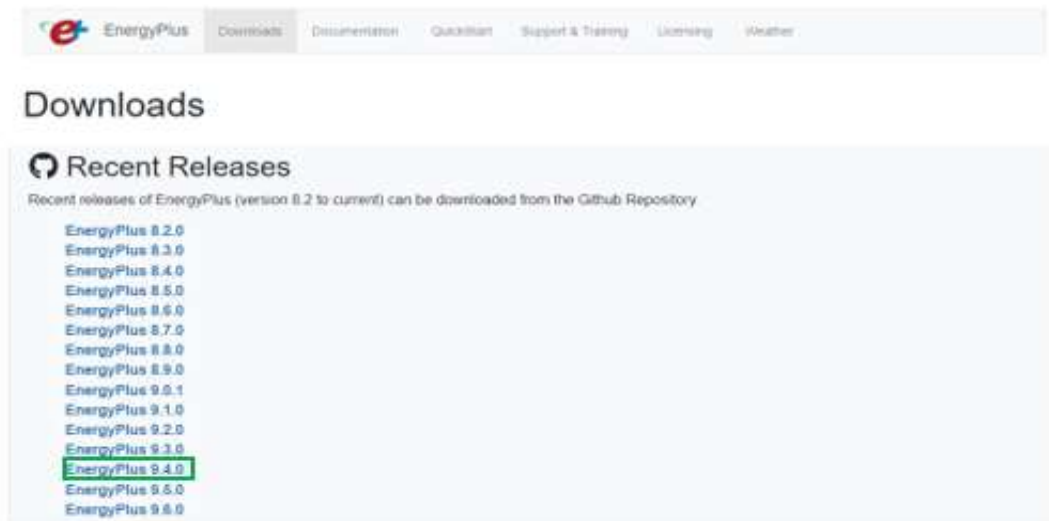 e+ EnergyPlus Downloads Documentation QuickStart Support & Training Licensing Weather
Downloads
Recent Releases
Recent releases of EnergyPlus (version 8.2 to current) can be downloaded from the Github Repository
EnergyPlus 8.2.0
EnergyPlus 8.3.0
EnergyPlus 8.4.0
EnergyPlus 8.5.0
EnergyPlus 8.6.0
EnergyPlus 8.7.0
EnergyPlus 8.8.0
EnergyPlus 8.9.0
EnergyPlus 9.0.1
EnergyPlus 9.1.0
EnergyPlus 9.2.0
EnergyPlus 9.3.0
EnergyPlus 9.4.0
EnergyPlus 9.5.0
EnergyPlus 9.6.0